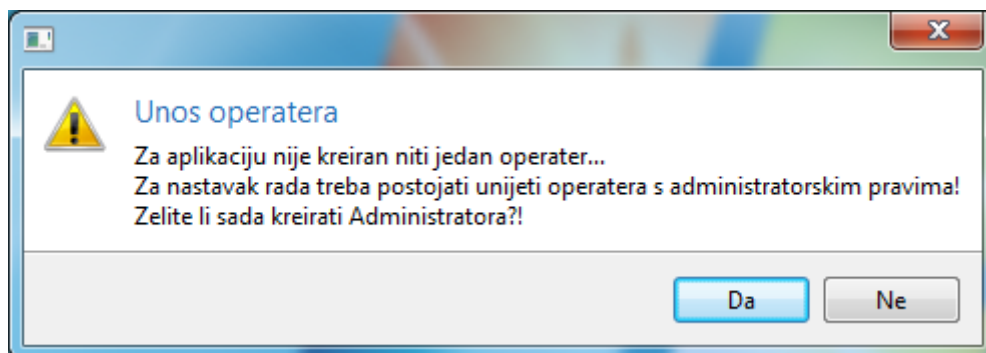 Unos operatera
Za aplikaciju nije kreiran niti jedan operater...
Za nastavak rada treba postojati unijeti operatera s administratorskim pravima!
Zelite li sada kreirati Administratora?!
Da
Ne